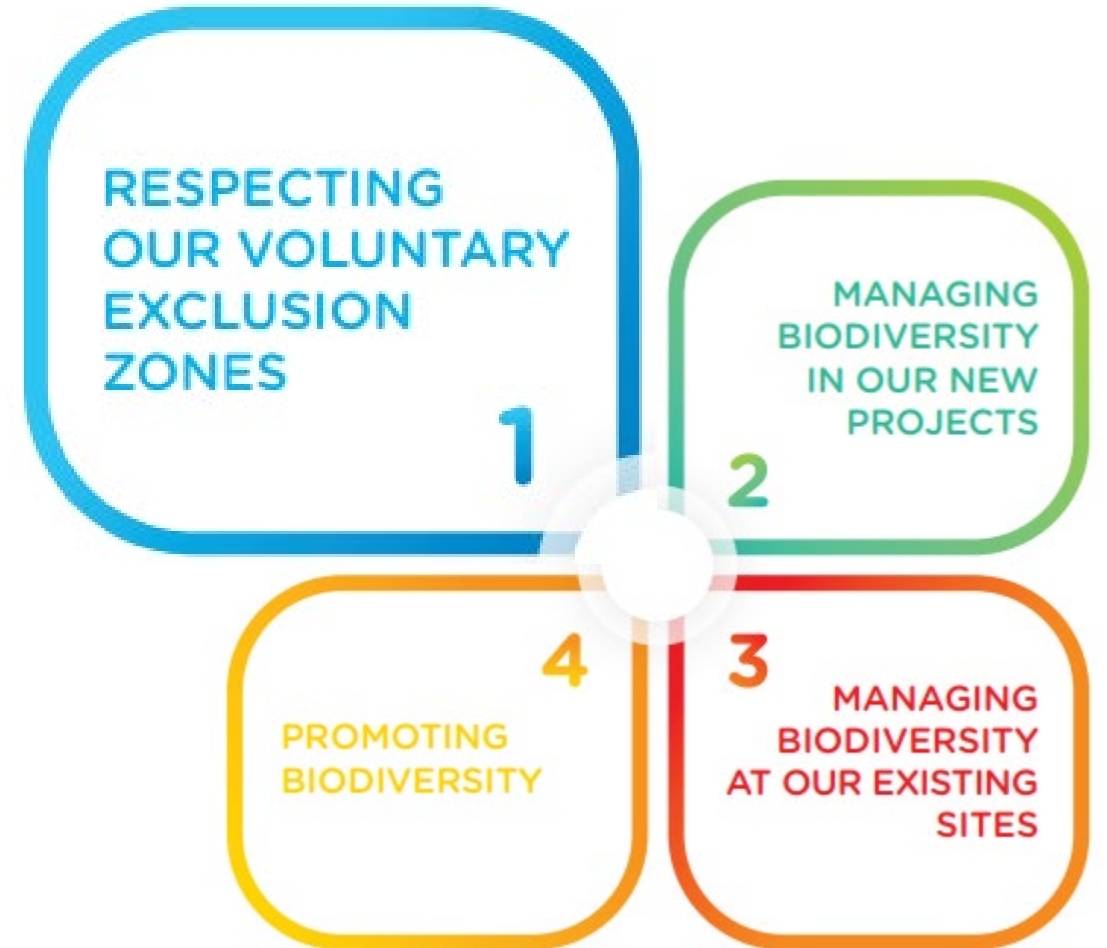 RESPECTING
OUR VOLUNTARY
EXCLUSION
ZONES
1
MANAGING
BIODIVERSITY
IN OUR NEW
PROJECTS
2
3
MANAGING
BIODIVERSITY
AT OUR EXISTING
SITES
4
PROMOTING
BIODIVERSITY